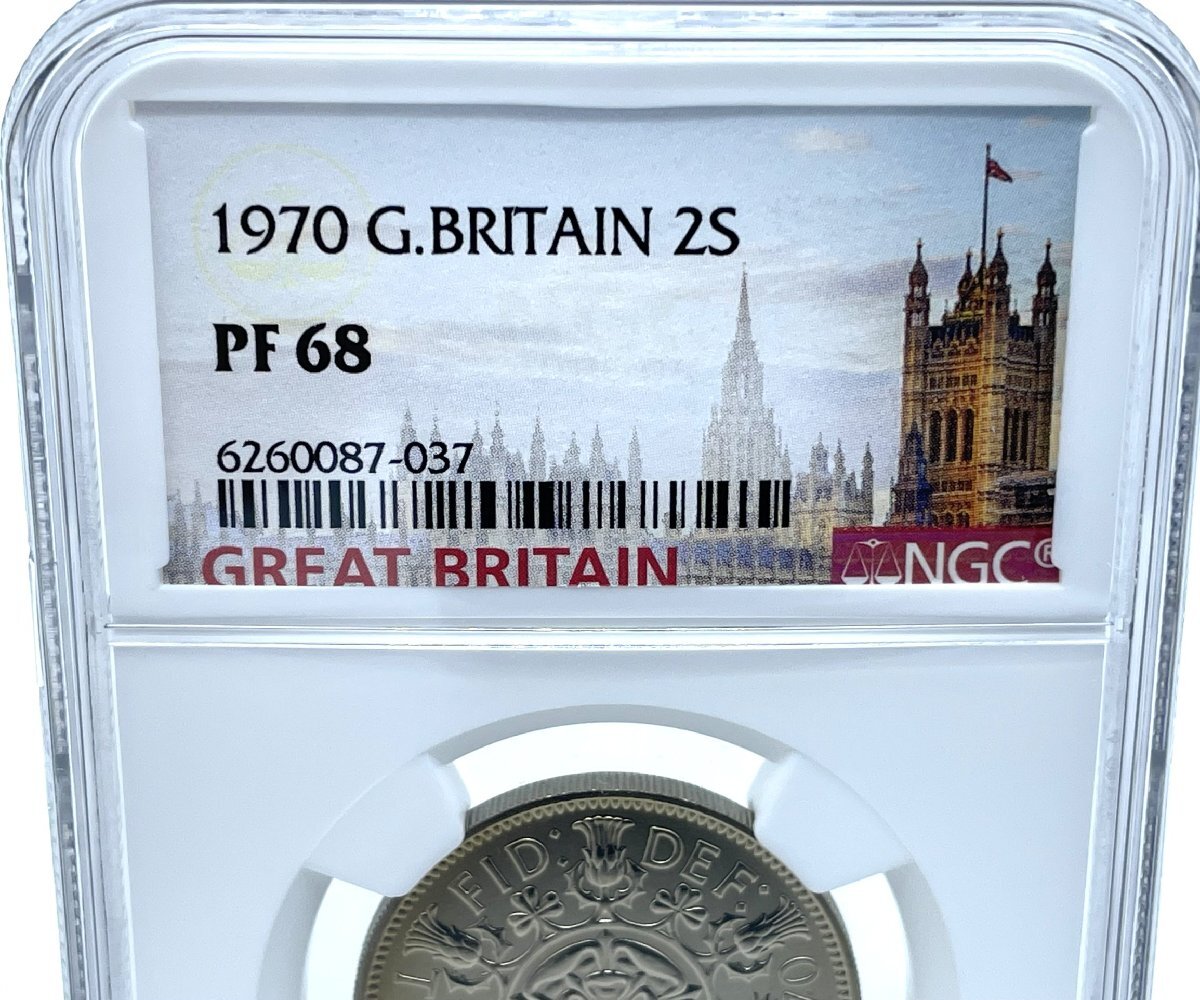 1970 G.BRITAIN 2S
PF 68
6260087-037
GREAT BRITAIN
NGC®
FID: DEF: